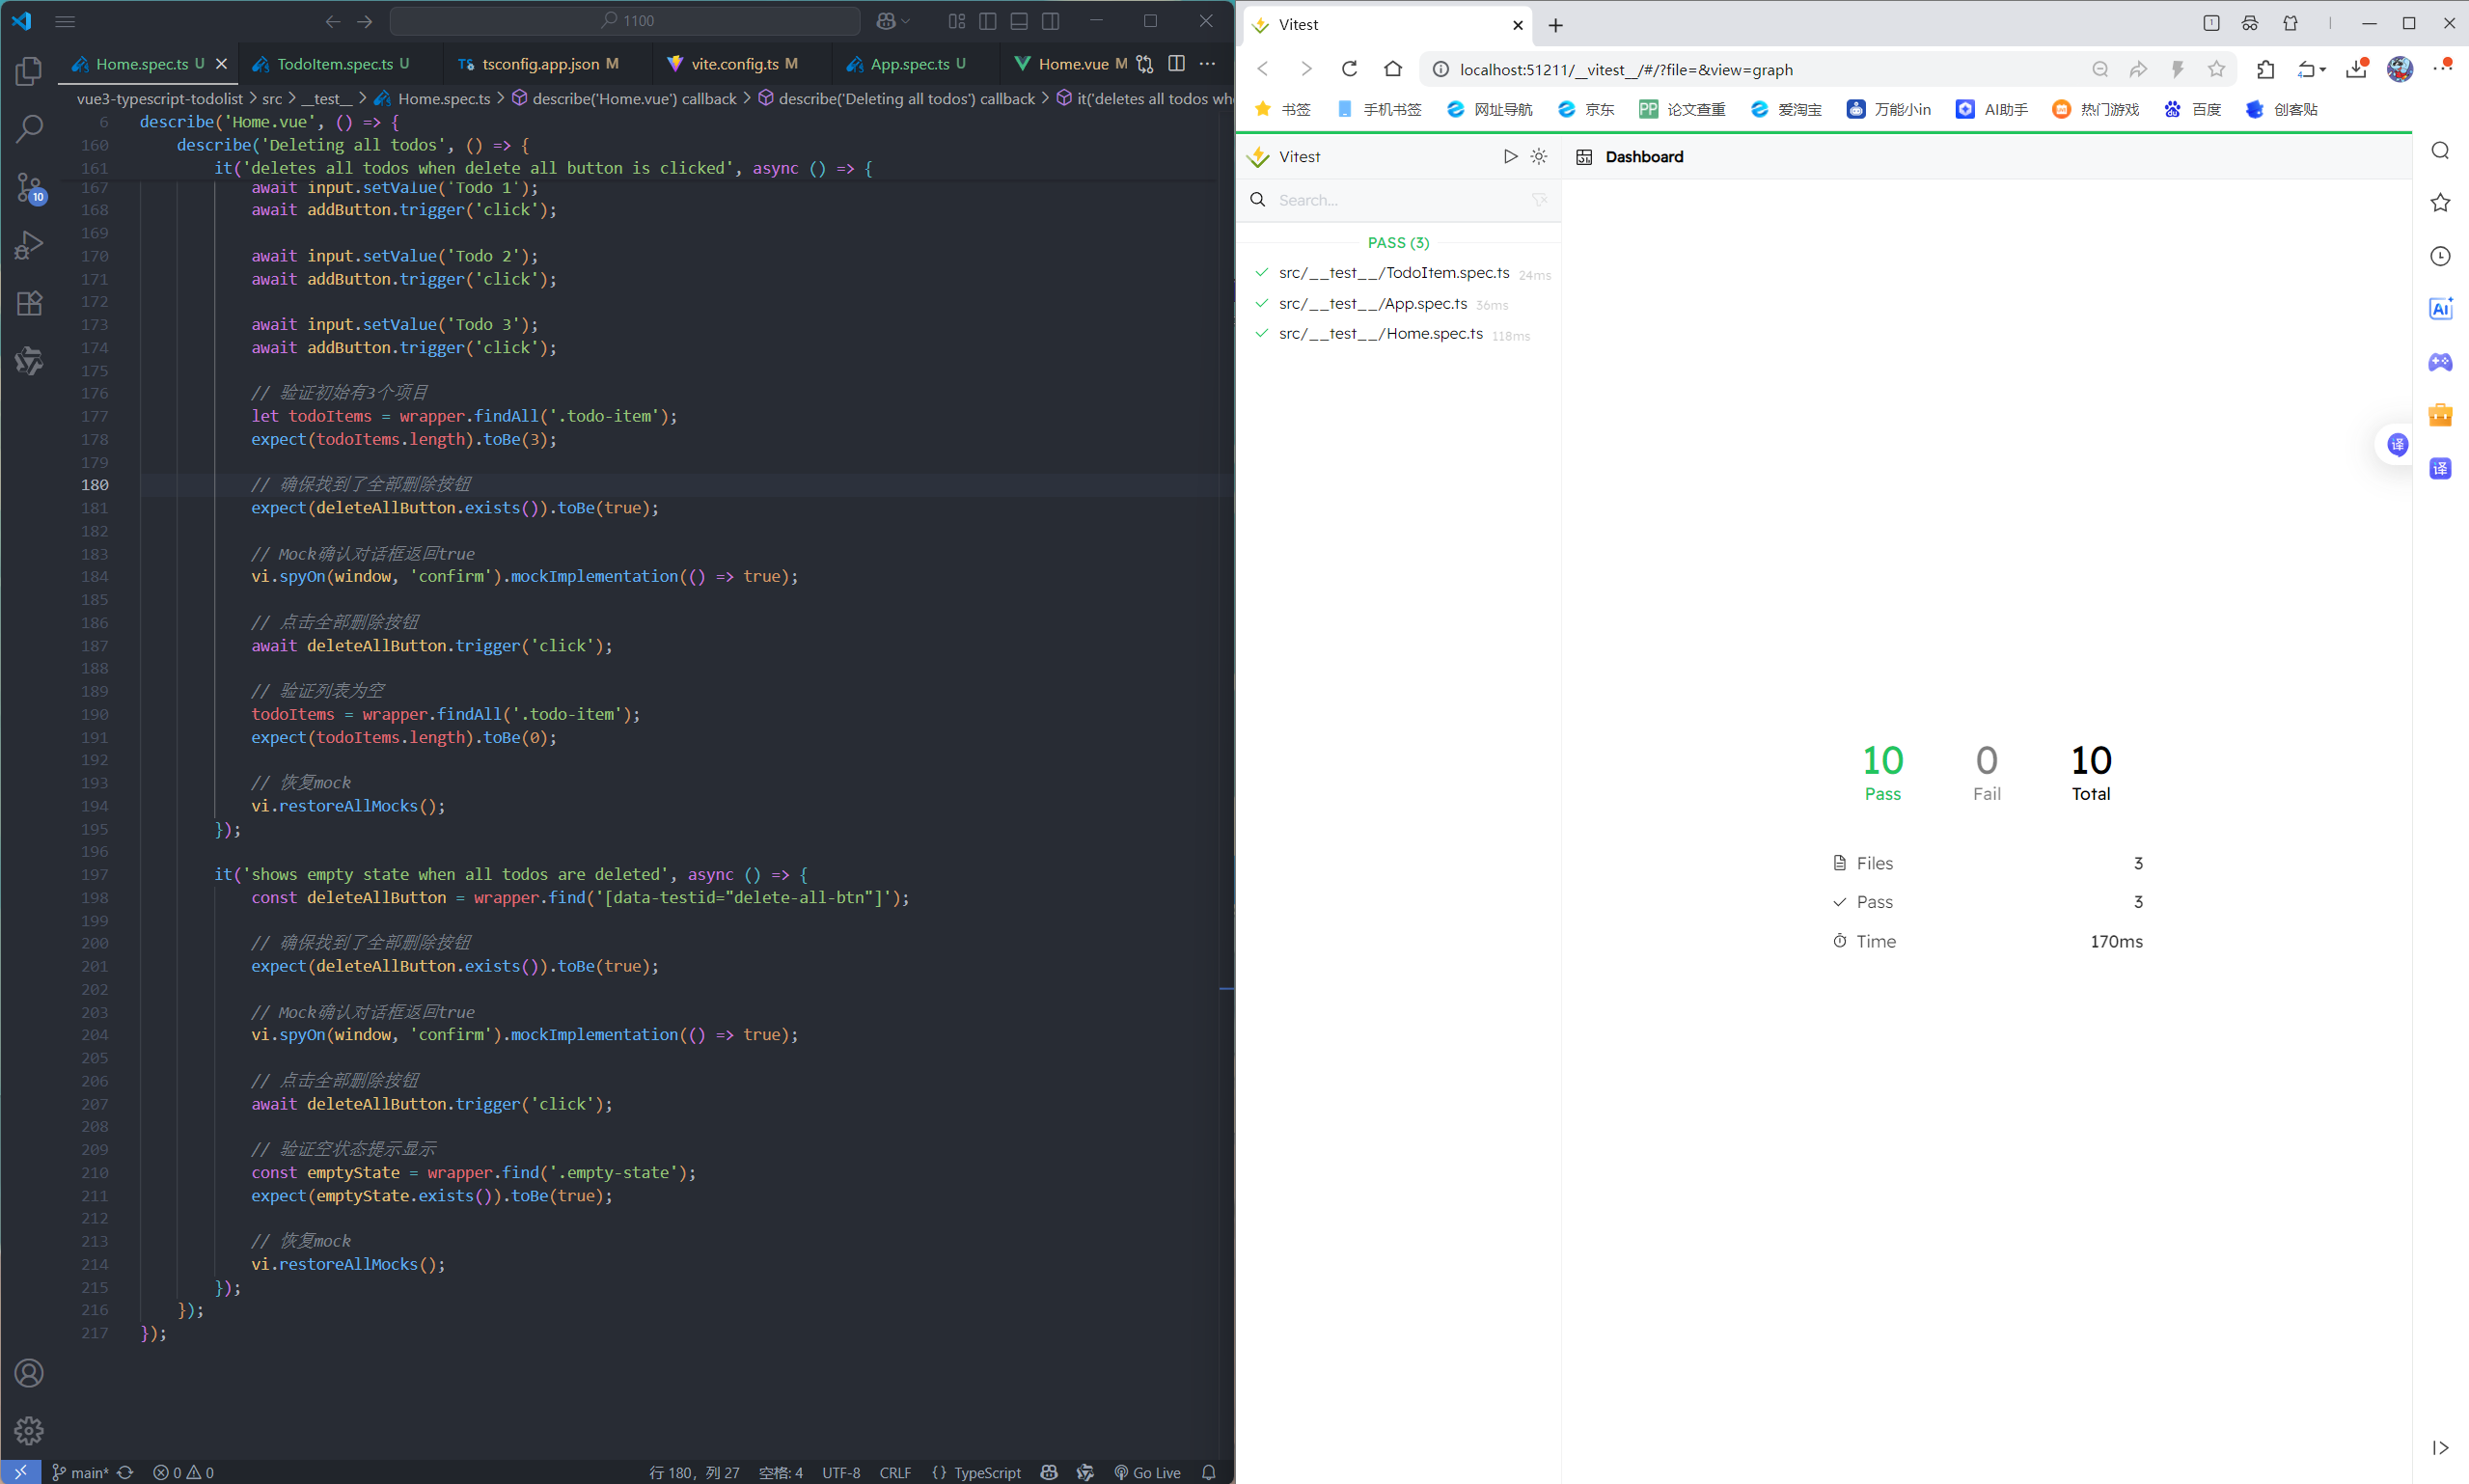 1100
Home.spec.ts U
TodoItem.spec.ts U
tsconfig.app.json M
vite.config.ts M
App.spec.ts U
Home.vue M
vue3-typescript-todolist > src > __test__ > Home.spec.ts > describe('Home.vue') callback > describe('Deleting all todos') callback > it('deletes all todos whe
6 describe('Home.vue', () => {
160 describe('Deleting all todos', () => {
161 it('deletes all todos when delete all button is clicked', async () => {
167 await input.setValue('Todo 1');
168 await addButton.trigger('click');
169
170 await input.setValue('Todo 2');
171 await addButton.trigger('click');
172
173 await input.setValue('Todo 3');
174 await addButton.trigger('click');
175
176 // 验证初始有3个项目
177 let todoItems = wrapper.findAll('.todo-item');
178 expect(todoItems.length).toBe(3);
179
180 // 确保找到了全部删除按钮
181 expect(deleteAllButton.exists()).toBe(true);
182
183 // Mock确认对话框返回true
184 vi.spyOn(window, 'confirm').mockImplementation(() => true);
185
186 // 点击全部删除按钮
187 await deleteAllButton.trigger('click');
188
189 // 验证列表为空
190 todoItems = wrapper.findAll('.todo-item');
191 expect(todoItems.length).toBe(0);
192
193 // 恢复mock
194 vi.restoreAllMocks();
195 });
196
197 it('shows empty state when all todos are deleted', async () => {
198 const deleteAllButton = wrapper.find('[data-testid="delete-all-btn"]');
199
200 // 确保找到了全部删除按钮
201 expect(deleteAllButton.exists()).toBe(true);
202
203 // Mock确认对话框返回true
204 vi.spyOn(window, 'confirm').mockImplementation(() => true);
205
206 // 点击全部删除按钮
207 await deleteAllButton.trigger('click');
208
209 // 验证空状态提示显示
210 const emptyState = wrapper.find('.empty-state');
211 expect(emptyState.exists()).toBe(true);
212
213 // 恢复mock
214 vi.restoreAllMocks();
215 });
216 });
217 });
10
main* 0 0
行 180，列 27 空格: 4 UTF-8 CRLF {} TypeScript Go Live
Vitest
1
localhost:51211/__vitest__/#/?file=&view=graph
4
书签 手机书签 网址导航 京东 PP 论文查重 爱淘宝 万能小in AI助手 热门游戏 百度 创客贴
Vitest
Dashboard
Search...
PASS (3)
src/__test__/TodoItem.spec.ts 24ms
src/__test__/App.spec.ts 36ms
src/__test__/Home.spec.ts 118ms
10 0 10
Pass Fail Total
Files 3
Pass 3
Time 170ms
Ai
译
译